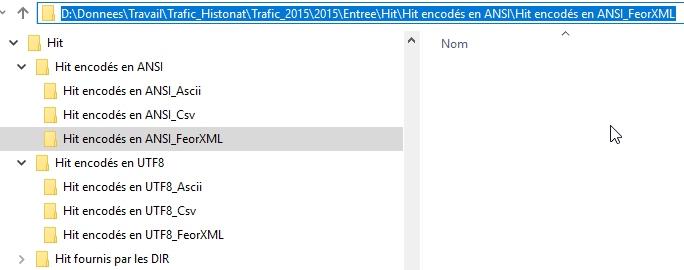 D:\Donnees\Travail\Trafic_Histonat\Trafic_2015\2015\Entree\Hit\Hit encodés en ANSI\Hit encodés en ANSI_FeorXML
Hit
Nom
Hit encodés en ANSI
Hit encodés en ANSI_Ascii
Hit encodés en ANSI_Csv
Hit encodés en ANSI_FeorXML
Hit encodés en UTF8
Hit encodés en UTF8_Ascii
Hit encodés en UTF8_Csv
Hit encodés en UTF8_FeorXML
Hit fournis par les DIR